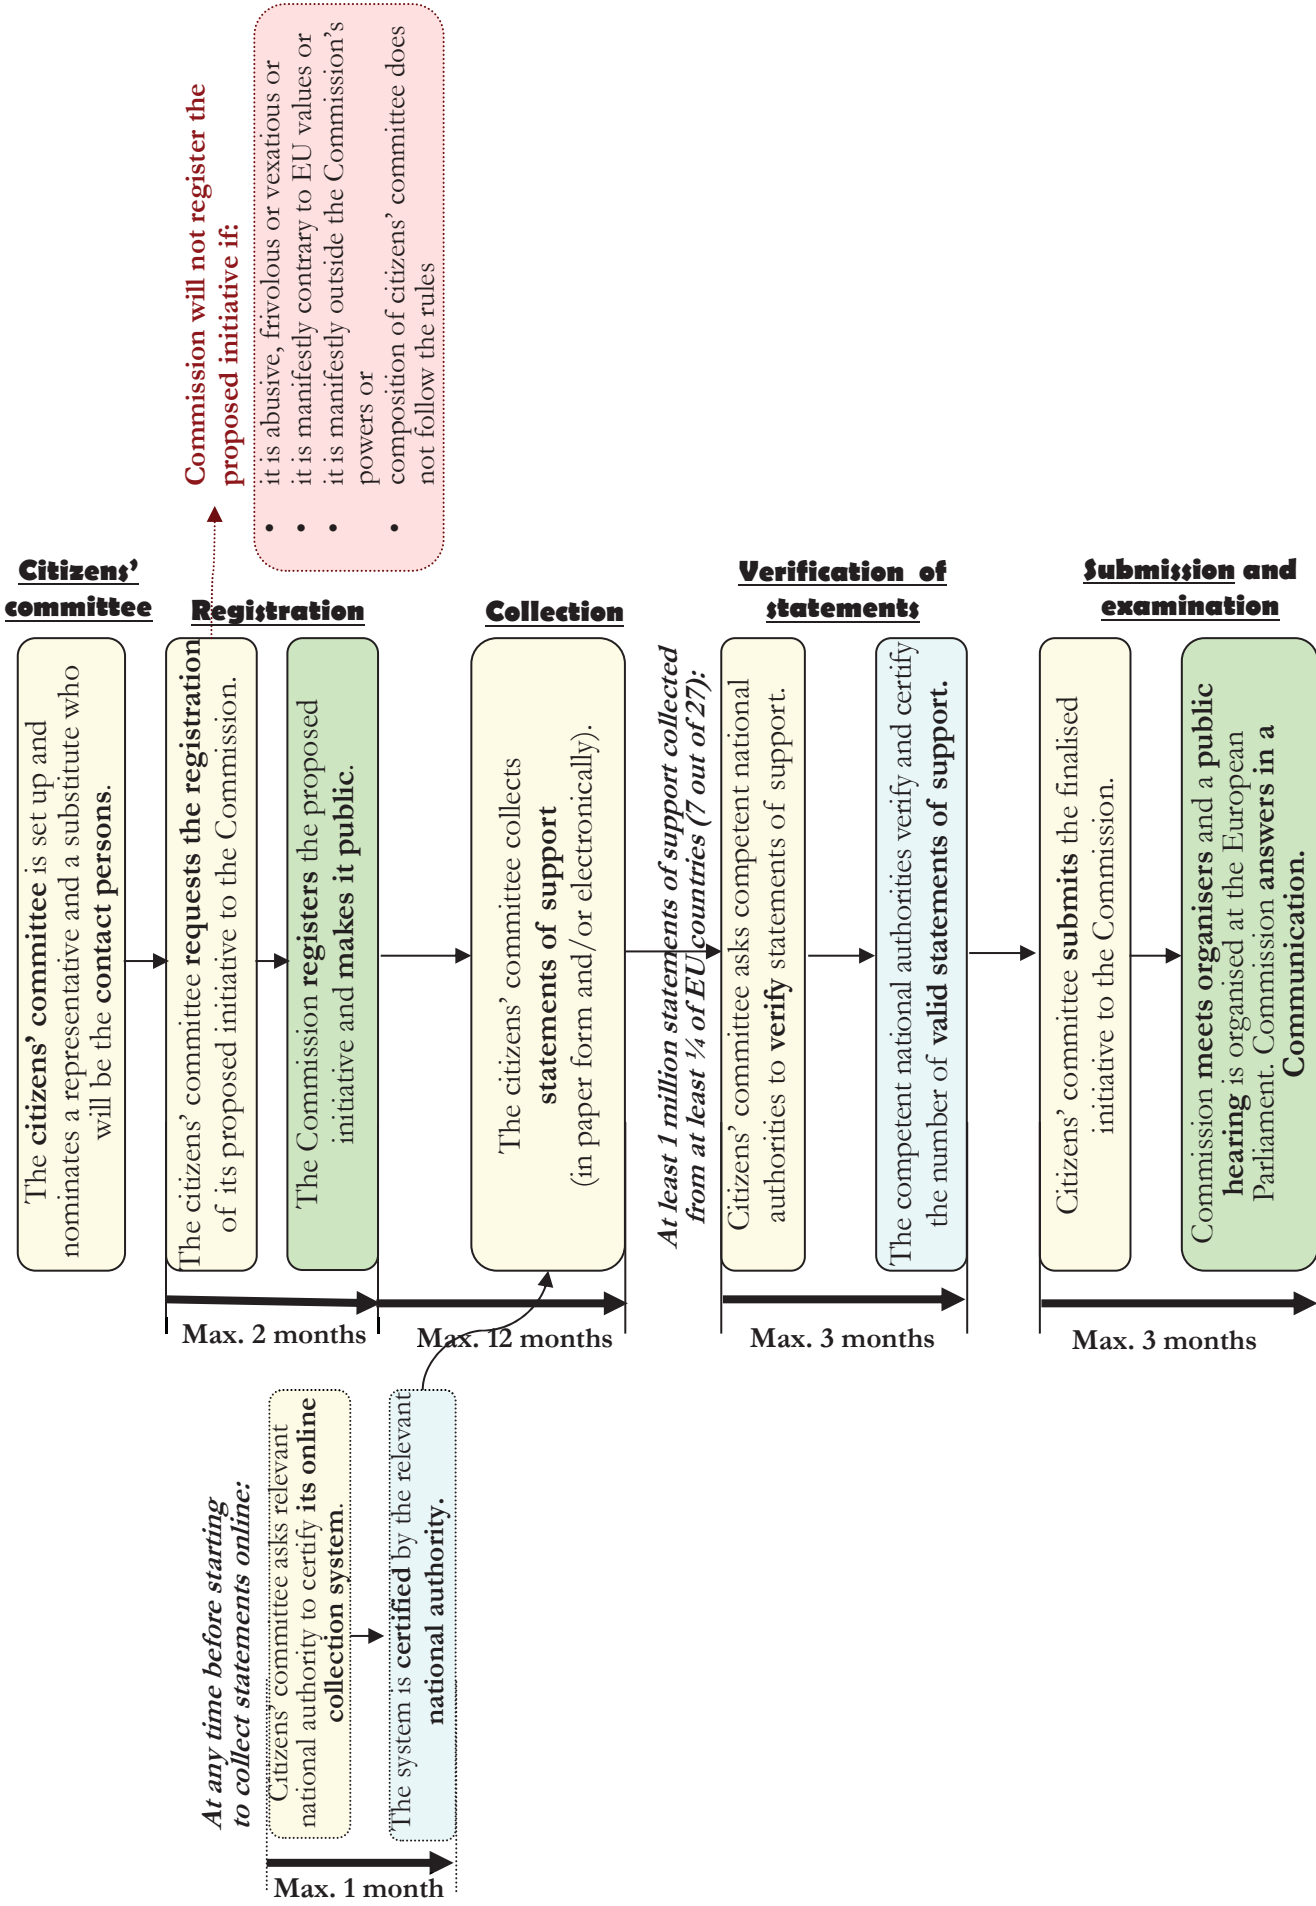 Citizens'
committee
The citizens' committee is set up and
nominates a representative and a substitute who
will be the contact persons.
Registration
The citizens' committee requests the registration
of its proposed initiative to the Commission.
The Commission registers the proposed
initiative and makes it public.
Max. 2 months
Commission will not register the
proposed initiative if:
• it is abusive, frivolous or vexatious or
• it is manifestly contrary to EU values or
• it is manifestly outside the Commission's
powers or
• composition of citizens' committee does
not follow the rules
At any time before starting
to collect statements online:
Citizens' committee asks relevant
national authority to certify its online
collection system.
The system is certified by the relevant
national authority.
Max. 1 month
Collection
The citizens' committee collects
statements of support
(in paper form and/or electronically).
Max. 12 months
At least 1 million statements of support collected
from at least ¼ of EU countries (7 out of 27):
Verification of
statements
Citizens' committee asks competent national
authorities to verify statements of support.
The competent national authorities verify and certify
the number of valid statements of support.
Max. 3 months
Submission and
examination
Citizens' committee submits the finalised
initiative to the Commission.
Commission meets organisers and a public
hearing is organised at the European
Parliament. Commission answers in a
Communication.
Max. 3 months